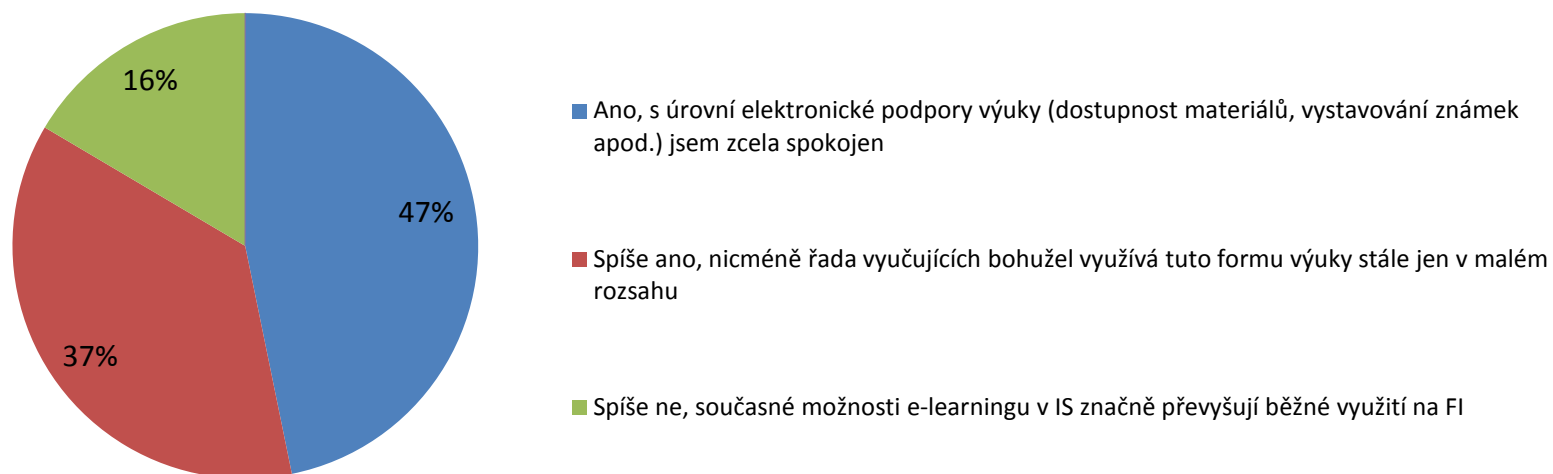 16%
47%
37%
Ano, s úrovní elektronické podpory výuky (dostupnost materiálů, vystavování známek
apod.) jsem zcela spokojen
Spíše ano, nicméně řada vyučujících bohužel využívá tuto formu výuky stále jen v malém
rozsahu
Spíše ne, současné možnosti e-learningu v IS značně převyšují běžné využití na FI